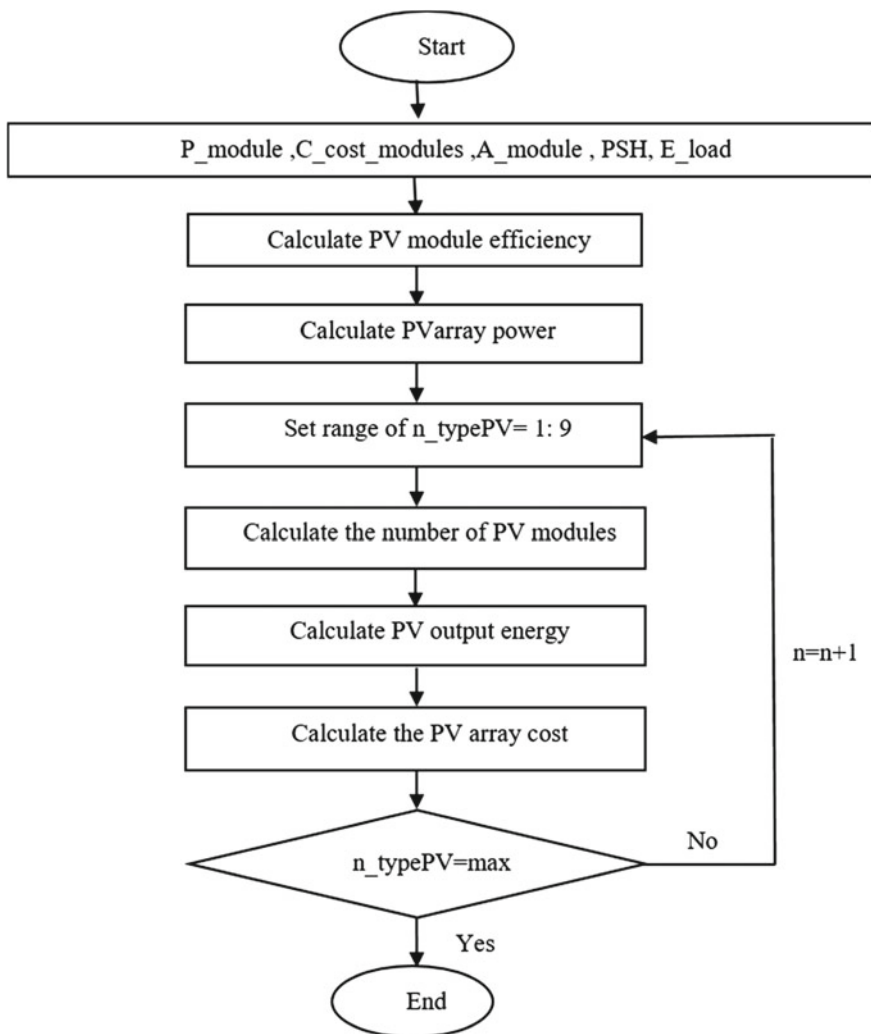 Start
P_module ,C_cost_modules ,A_module , PSH, E_load
Calculate PV module efficiency
Calculate PVarray power
Set range of n_typePV= 1: 9
Calculate the number of PV modules
Calculate PV output energy
n=n+1
Calculate the PV array cost
No
n_typePV=max
Yes
End